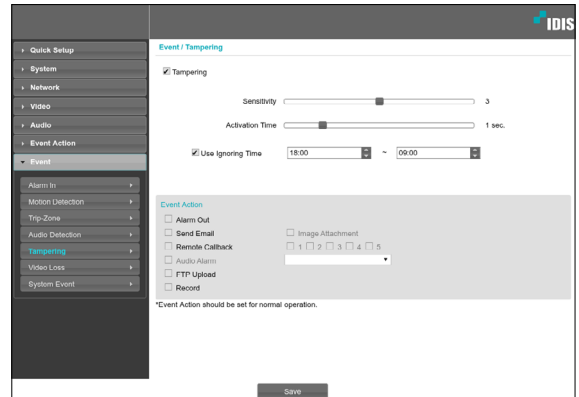 IDIS
Quick Setup
System
Network
Video
Audio
Event Action
Event
Alarm In
Motion Detection
Trip-Zone
Audio Detection
Tampering
Video Loss
System Event
Event / Tampering
Tampering
Sensitivity 3
Activation Time 1 sec.
Use Ignoring Time 18:00 ~ 09:00
Event Action
Alarm Out
Send Email Image Attachment
Remote Callback 1 2 3 4 5
Audio Alarm
FTP Upload
Record
*Event Action should be set for normal operation.
Save